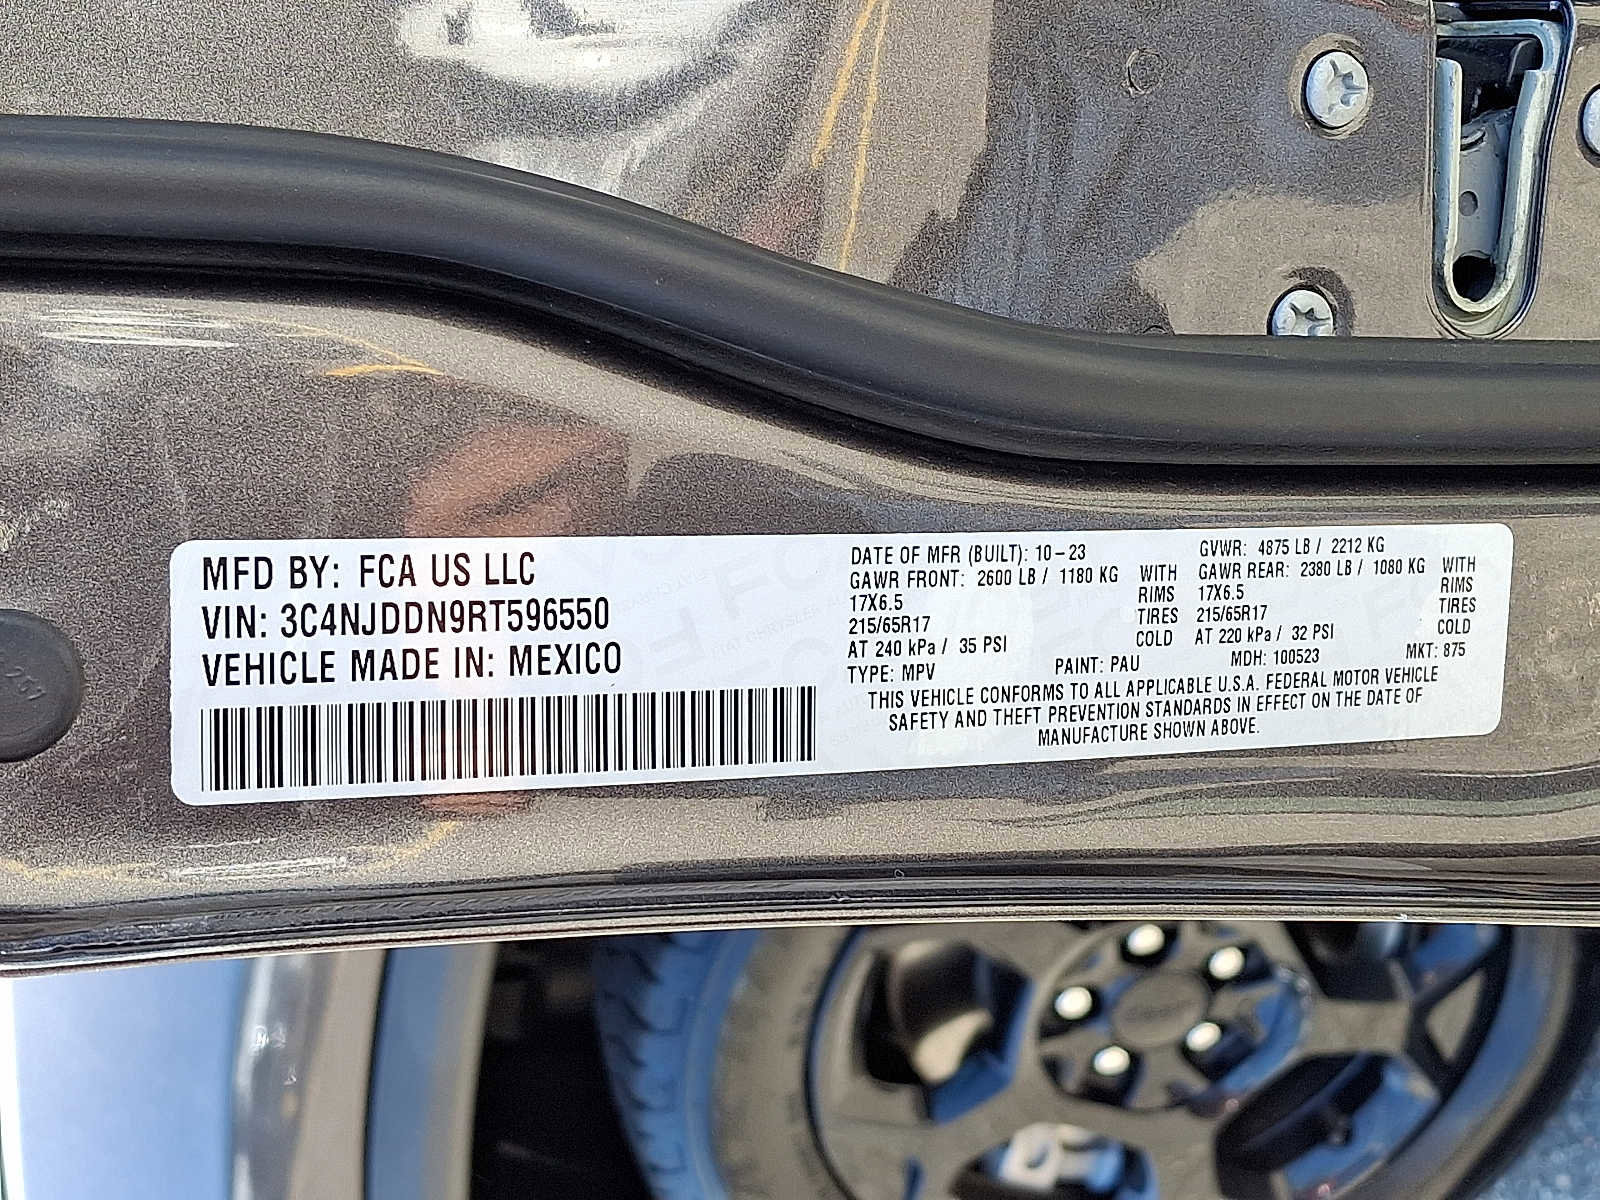 MFD BY: FCA US LLC
VIN: 3C4NJDDN9RT596550
VEHICLE MADE IN: MEXICO
DATE OF MFR (BUILT): 10-23
GAWR FRONT: 2600 LB / 1180 KG WITH
17X6.5 RIMS
215/65R17 TIRES
AT 240 kPa / 35 PSI COLD
GVWR: 4875 LB / 2212 KG
GAWR REAR: 2380 LB / 1080 KG WITH
17X6.5 RIMS
215/65R17 TIRES
AT 220 kPa / 32 PSI COLD
TYPE: MPV PAINT: PAU MDH: 100523 MKT: 875
THIS VEHICLE CONFORMS TO ALL APPLICABLE U.S.A. FEDERAL MOTOR VEHICLE
SAFETY AND THEFT PREVENTION STANDARDS IN EFFECT ON THE DATE OF
MANUFACTURE SHOWN ABOVE.